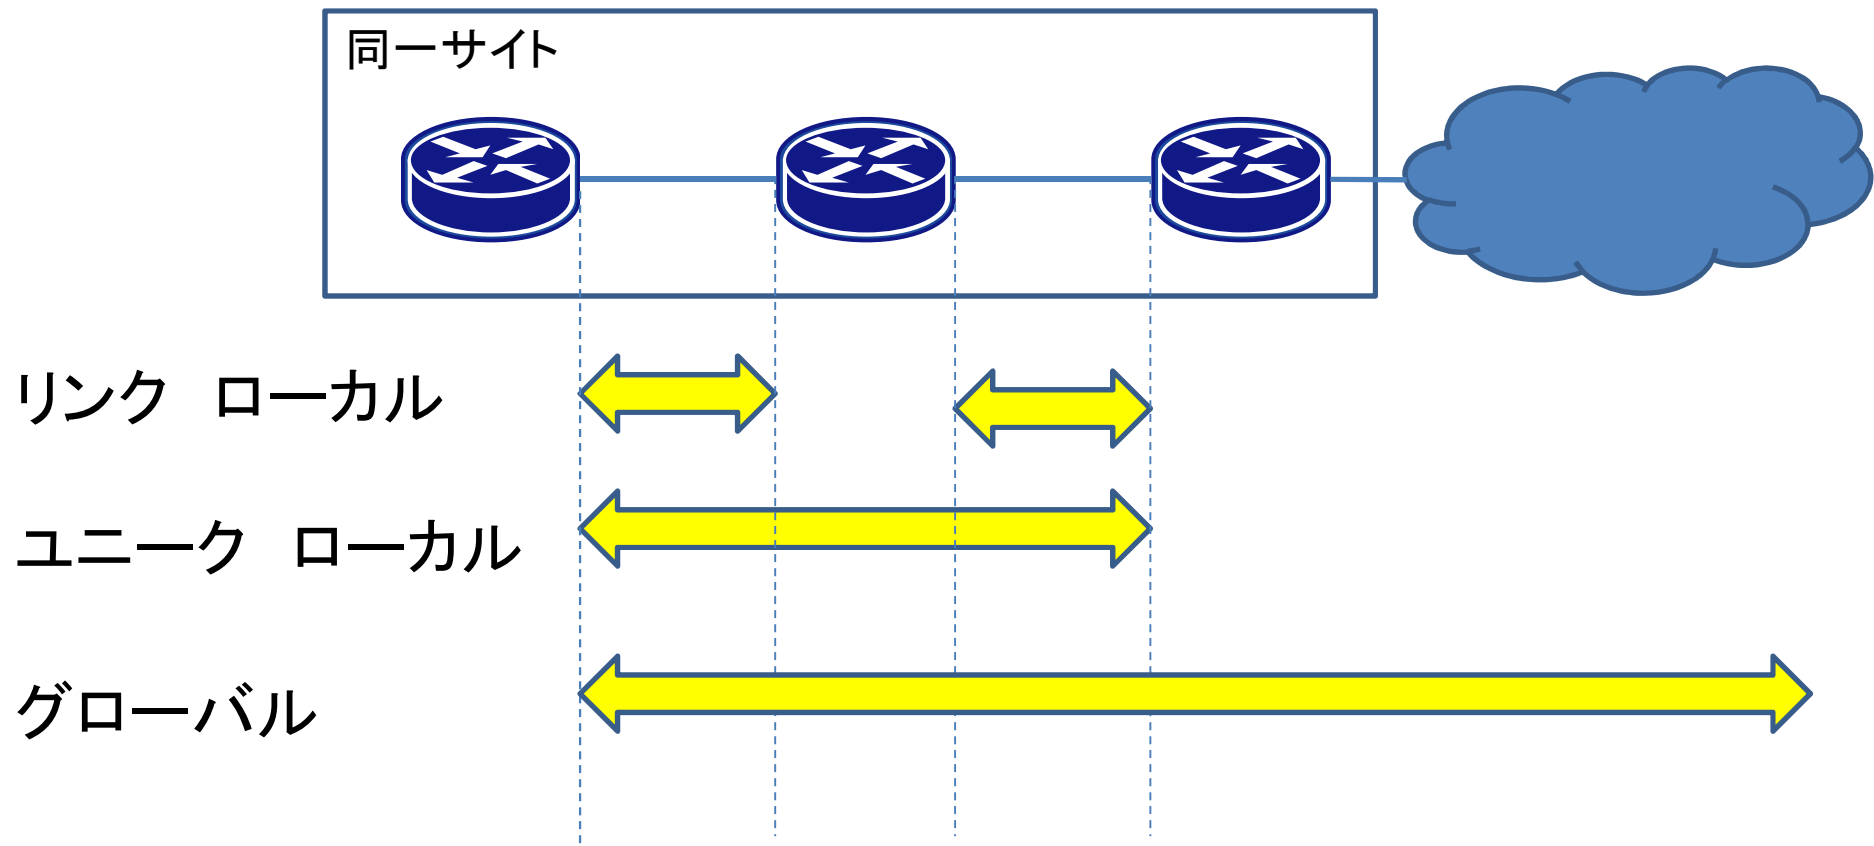 同一サイト
リンク　ローカル
ユニーク　ローカル
グローバル